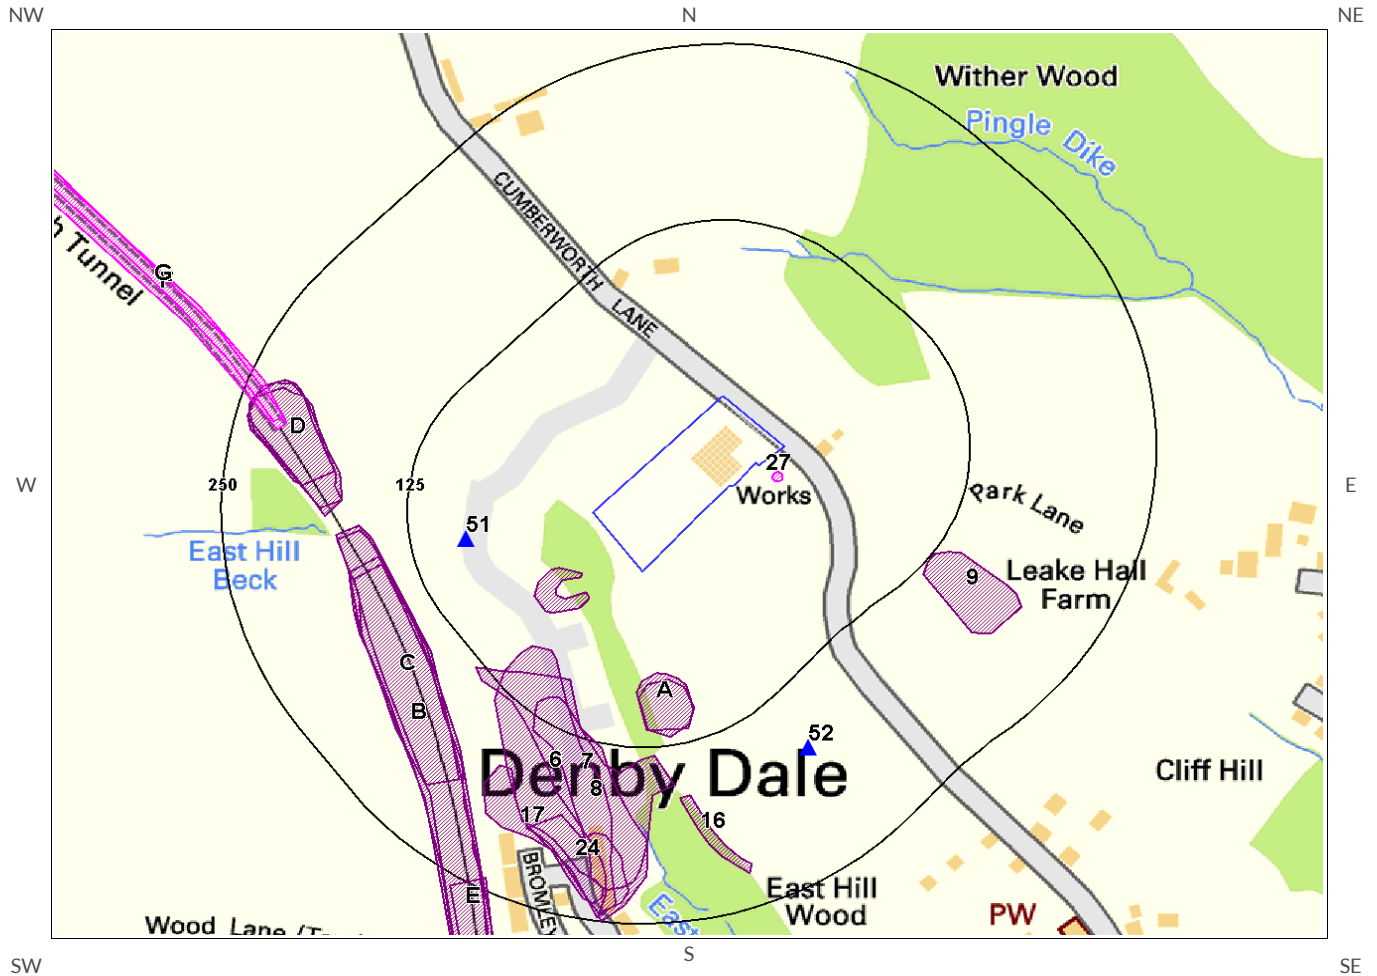 NW
N
NE
Wither Wood
Pingle Dike
CUMBERWORTH LANE
h Tunnel
G
D
W
250
125
27
Works
E
Park Lane
51
East Hill
Beck
9
Leake Hall
Farm
C
A
B
52
Denby Dale
6
7
8
Cliff Hill
17
16
24
BROMLEY
E
East Hill
Wood
East
PW
Wood Lane
SW
S
SE